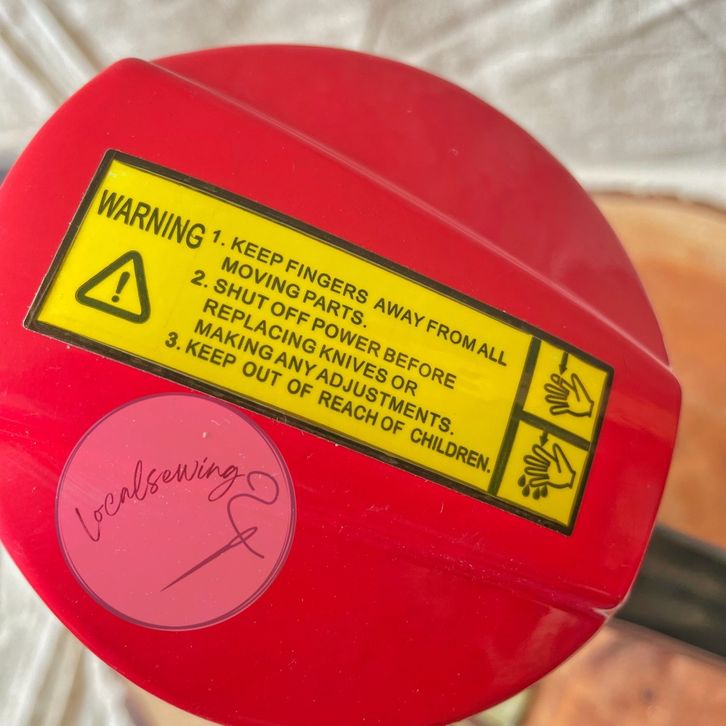 WARNING
1. KEEP FINGERS AWAY FROM ALL
MOVING PARTS.
2. SHUT OFF POWER BEFORE
REPLACING KNIVES OR
MAKING ANY ADJUSTMENTS.
3. KEEP OUT OF REACH OF CHILDREN.
Localsewing